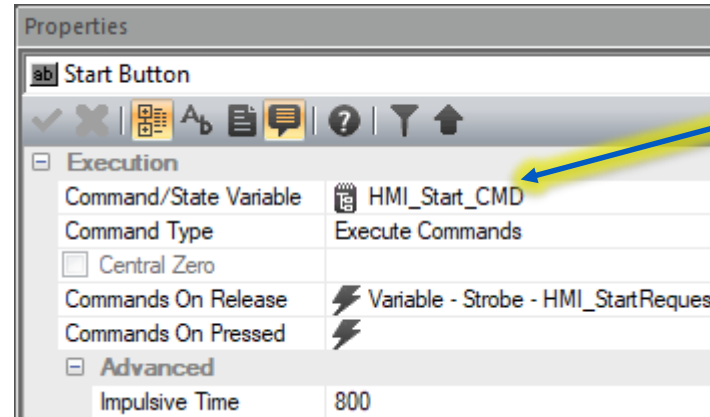 Properties
ab Start Button
Ab ?
Execution
Command/State Variable HMI_Start_CMD
Command Type Execute Commands
Central Zero
Commands On Release Variable - Strobe - HMI_StartReques
Commands On Pressed
Advanced
Impulsive Time 800